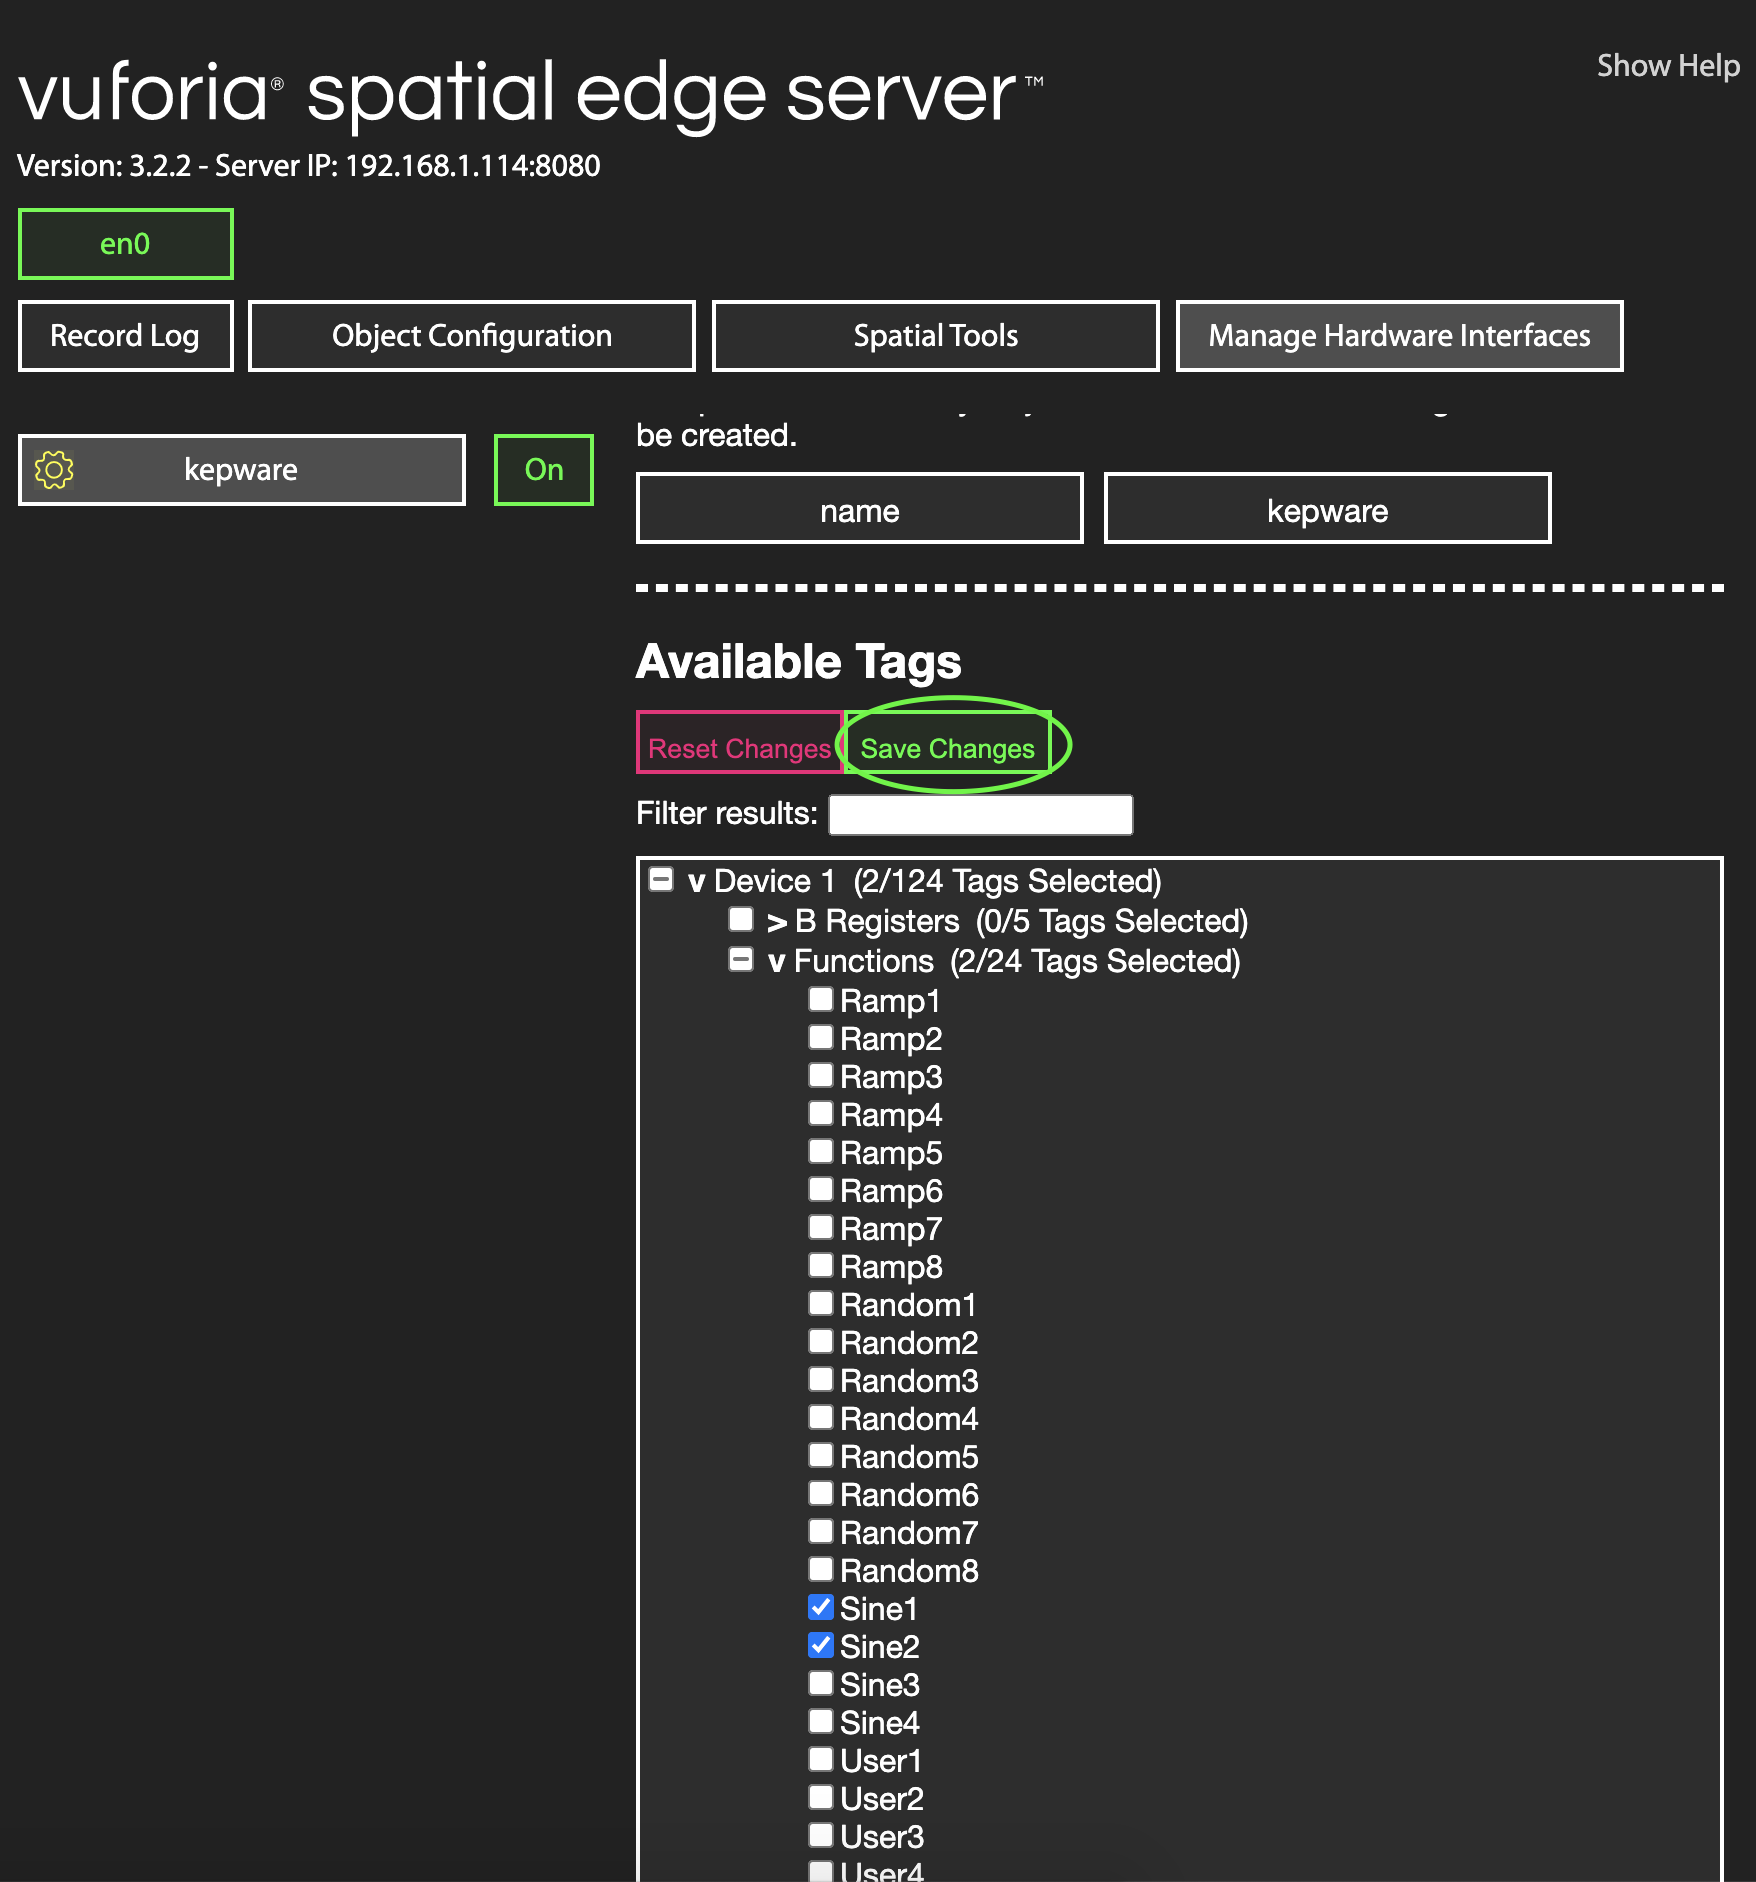 Show Help
vuforia® spatial edge server™
Version: 3.2.2 - Server IP: 192.168.1.114:8080
en0
Record Log Object Configuration Spatial Tools Manage Hardware Interfaces
be created.
kepware On
name kepware
Available Tags
Reset Changes Save Changes
Filter results:
v Device 1 (2/124 Tags Selected)
> B Registers (0/5 Tags Selected)
v Functions (2/24 Tags Selected)
Ramp1
Ramp2
Ramp3
Ramp4
Ramp5
Ramp6
Ramp7
Ramp8
Random1
Random2
Random3
Random4
Random5
Random6
Random7
Random8
Sine1
Sine2
Sine3
Sine4
User1
User2
User3
User4